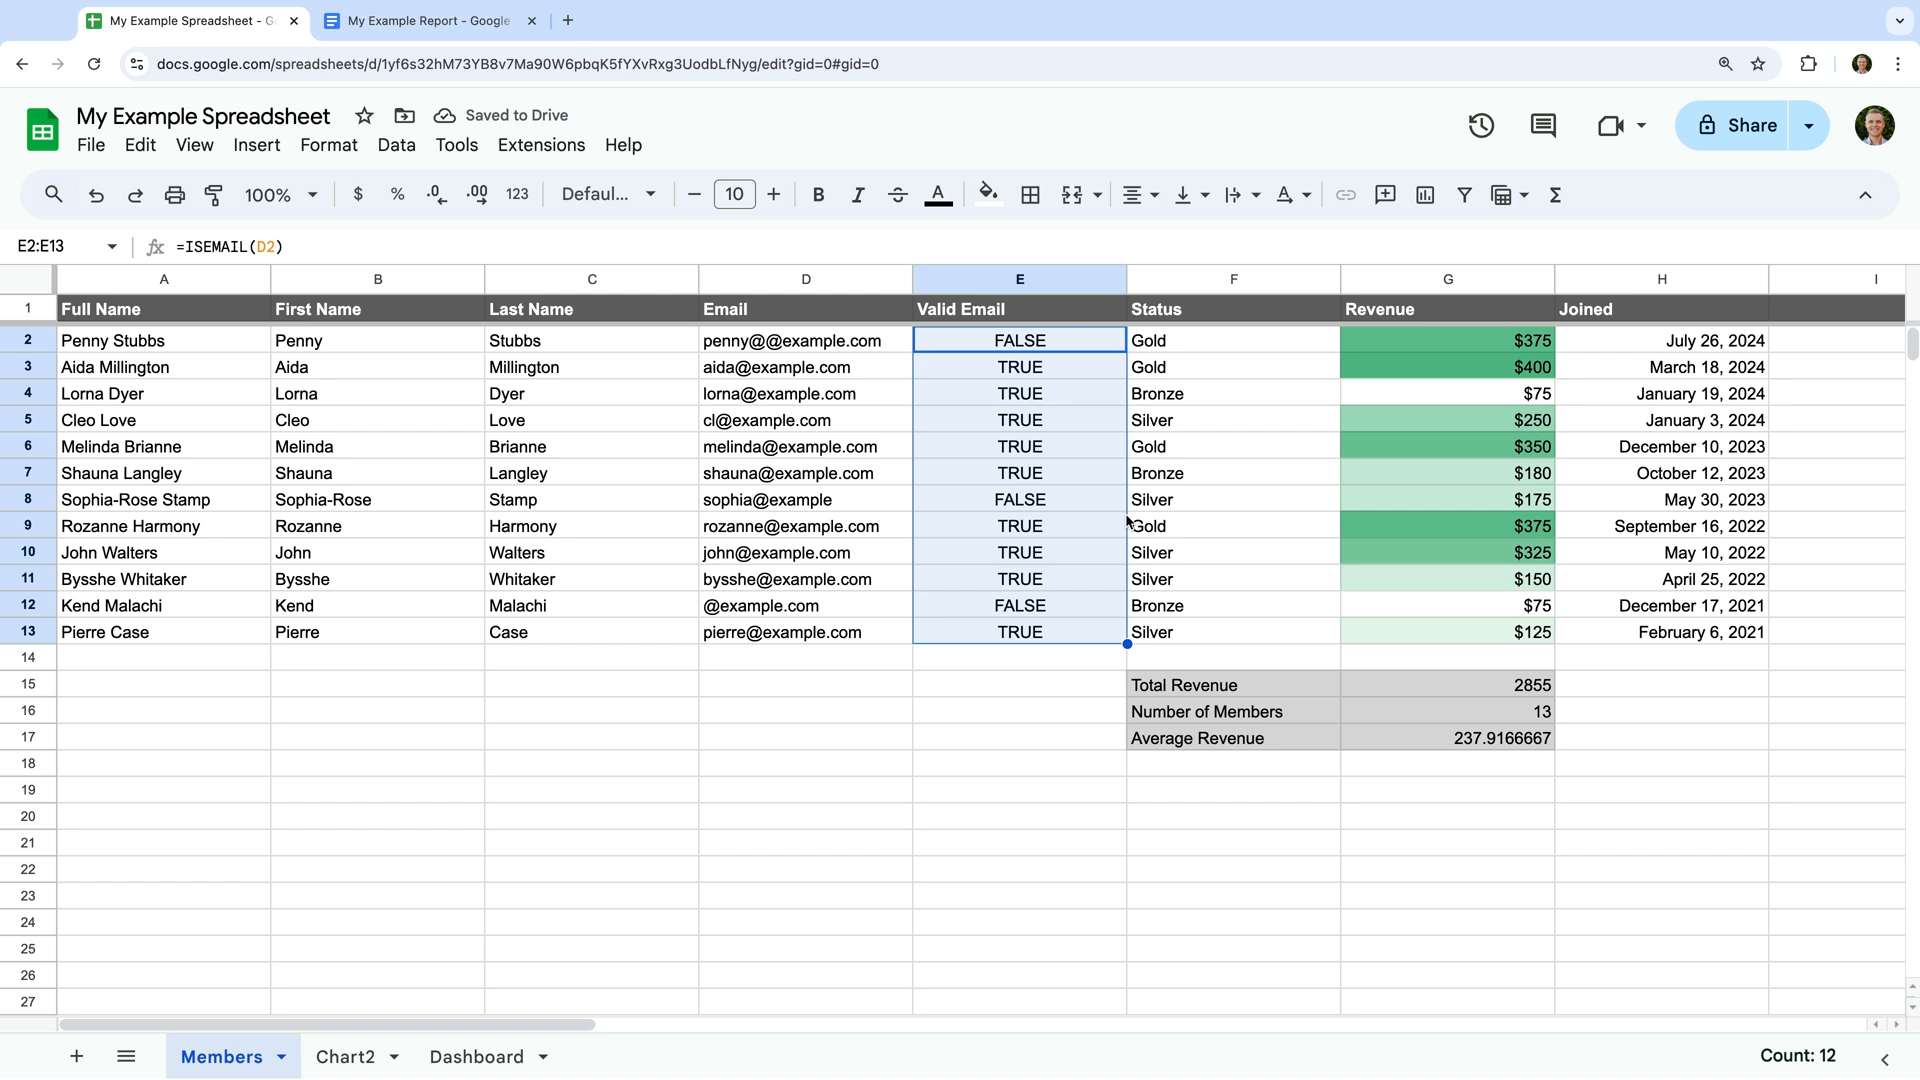 My Example Spreadsheet - G
My Example Report - Google
docs.google.com/spreadsheets/d/1yf6s32hM73YB8v7Ma90W6pbqK5fYXvRxg3UodbLfNyg/edit?gid=0#gid=0
My Example Spreadsheet Saved to Drive
File Edit View Insert Format Data Tools Extensions Help
Share
100% $ % .0 .00 123 Defaul... 10 B I S A Σ
E2:E13 fx =ISEMAIL(D2)
A B C D E F G H I
1 Full Name First Name Last Name Email Valid Email Status Revenue Joined
2 Penny Stubbs Penny Stubbs penny@@example.com FALSE Gold $375 July 26, 2024
3 Aida Millington Aida Millington aida@example.com TRUE Gold $400 March 18, 2024
4 Lorna Dyer Lorna Dyer lorna@example.com TRUE Bronze $75 January 19, 2024
5 Cleo Love Cleo Love cl@example.com TRUE Silver $250 January 3, 2024
6 Melinda Brianne Melinda Brianne melinda@example.com TRUE Gold $350 December 10, 2023
7 Shauna Langley Shauna Langley shauna@example.com TRUE Bronze $180 October 12, 2023
8 Sophia-Rose Stamp Sophia-Rose Stamp sophia@example FALSE Silver $175 May 30, 2023
9 Rozanne Harmony Rozanne Harmony rozanne@example.com TRUE Gold $375 September 16, 2022
10 John Walters John Walters john@example.com TRUE Silver $325 May 10, 2022
11 Bysshe Whitaker Bysshe Whitaker bysshe@example.com TRUE Silver $150 April 25, 2022
12 Kend Malachi Kend Malachi @example.com FALSE Bronze $75 December 17, 2021
13 Pierre Case Pierre Case pierre@example.com TRUE Silver $125 February 6, 2021
14
15 Total Revenue 2855
16 Number of Members 13
17 Average Revenue 237.9166667
18
19
20
21
22
23
24
25
26
27
Members Chart2 Dashboard Count: 12